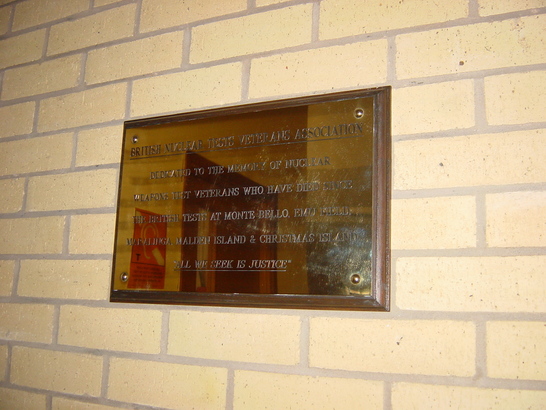 BRITISH NUCLEAR TESTS VETERANS ASSOCIATION
DEDICATED TO THE MEMORY OF NUCLEAR
WEAPONS TEST VETERANS WHO HAVE DIED SINCE
THE BRITISH TESTS AT MONTE BELLO, EMU FIELD,
MARALINGA, MALDEN ISLAND & CHRISTMAS ISLAND.
"ALL WE SEEK IS JUSTICE"